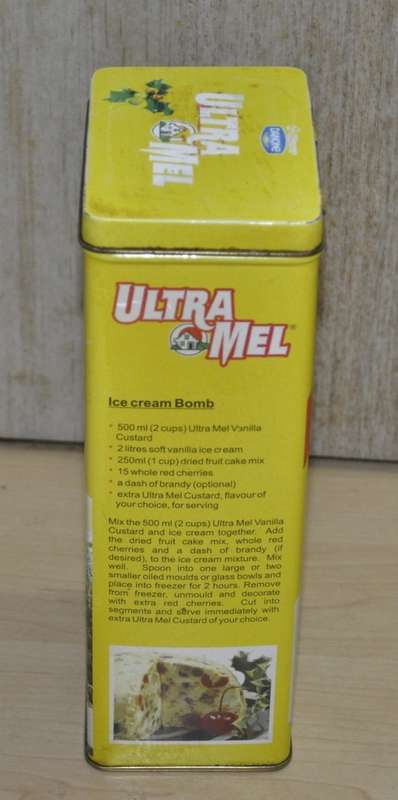 ULTRA
MEL
DANONE
ULTRA
MEL®
Ice cream Bomb
• 500 ml (2 cups) Ultra Mel Vanilla
Custard
• 2 litres soft vanilla ice cream
• 250ml (1 cup) dried fruit cake mix
• 15 whole red cherries
• a dash of brandy (optional)
• extra Ultra Mel Custard, flavour of
your choice, for serving
Mix the 500 ml (2 cups) Ultra Mel Vanilla
Custard and ice cream together. Add
the dried fruit cake mix, whole red
cherries and a dash of brandy (if
desired), to the ice cream mixture. Mix
well. Spoon into one large or two
smaller oiled moulds or glass bowls and
place into freezer for 2 hours. Remove
from freezer, unmould and decorate
with extra red cherries. Cut into
segments and serve immediately with
extra Ultra Mel Custard of your choice.